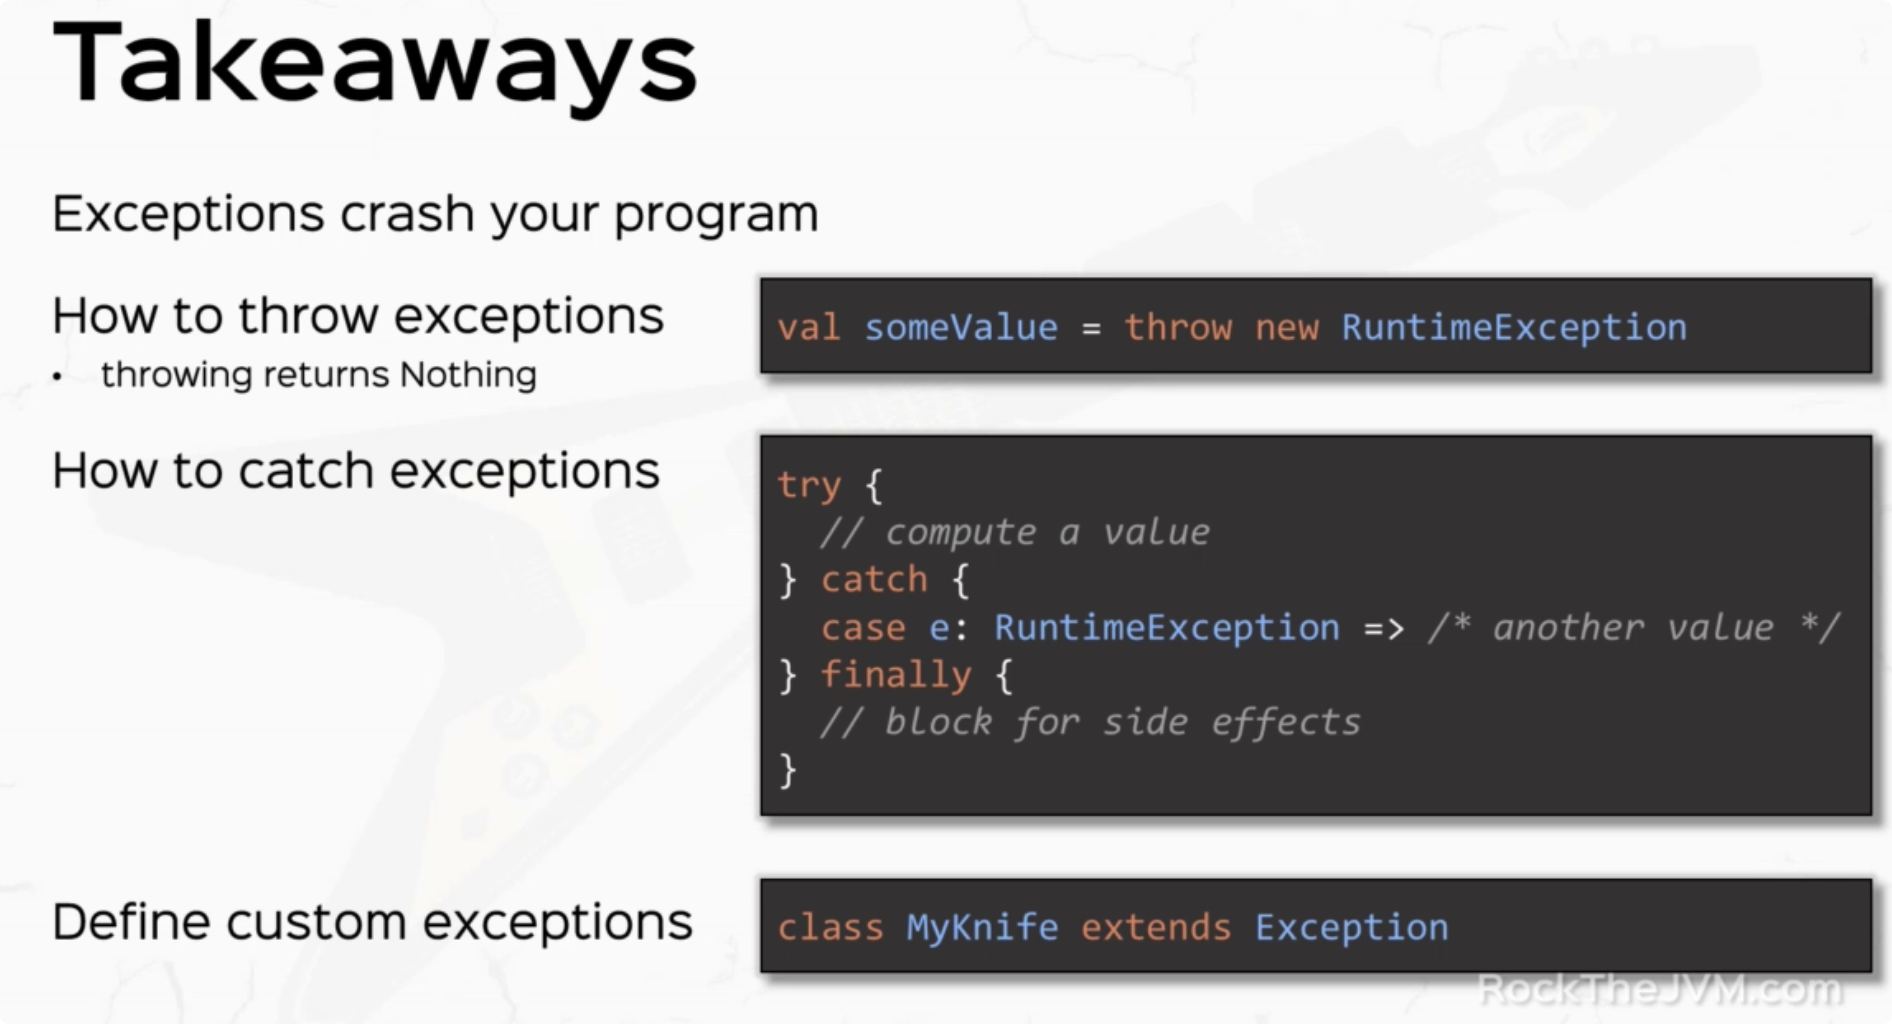 Takeaways
Exceptions crash your program
How to throw exceptions
• throwing returns Nothing
val someValue = throw new RuntimeException
How to catch exceptions
try {
  // compute a value
} catch {
  case e: RuntimeException => /* another value */
} finally {
  // block for side effects
}
Define custom exceptions
class MyKnife extends Exception
RockTheJVM.com